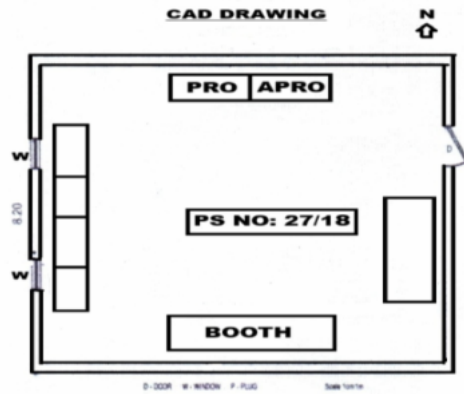 CAD DRAWING
N
PRO APRO
D
W
8.20
PS NO: 27/18
W
BOOTH
D - DOOR W - WINDOW P - PLUG